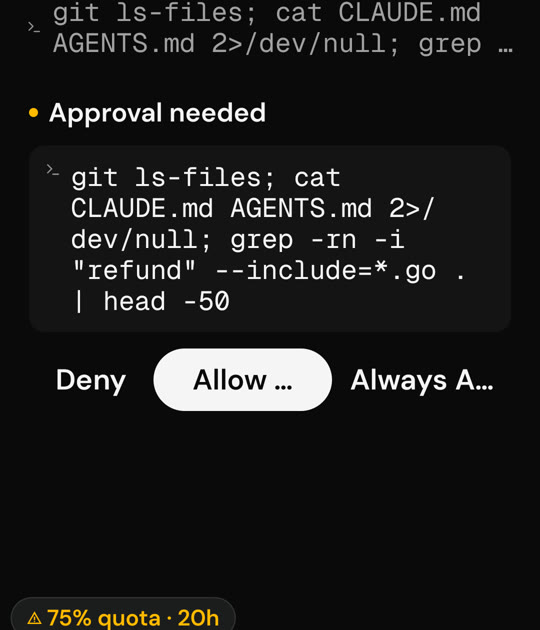 git ls-files; cat CLAUDE.md
AGENTS.md 2>/dev/null; grep …
Approval needed
git ls-files; cat
CLAUDE.md AGENTS.md 2>/
dev/null; grep -rn -i
"refund" --include=*.go .
| head -50
Deny
Allow ...
Always A...
75% quota · 20h